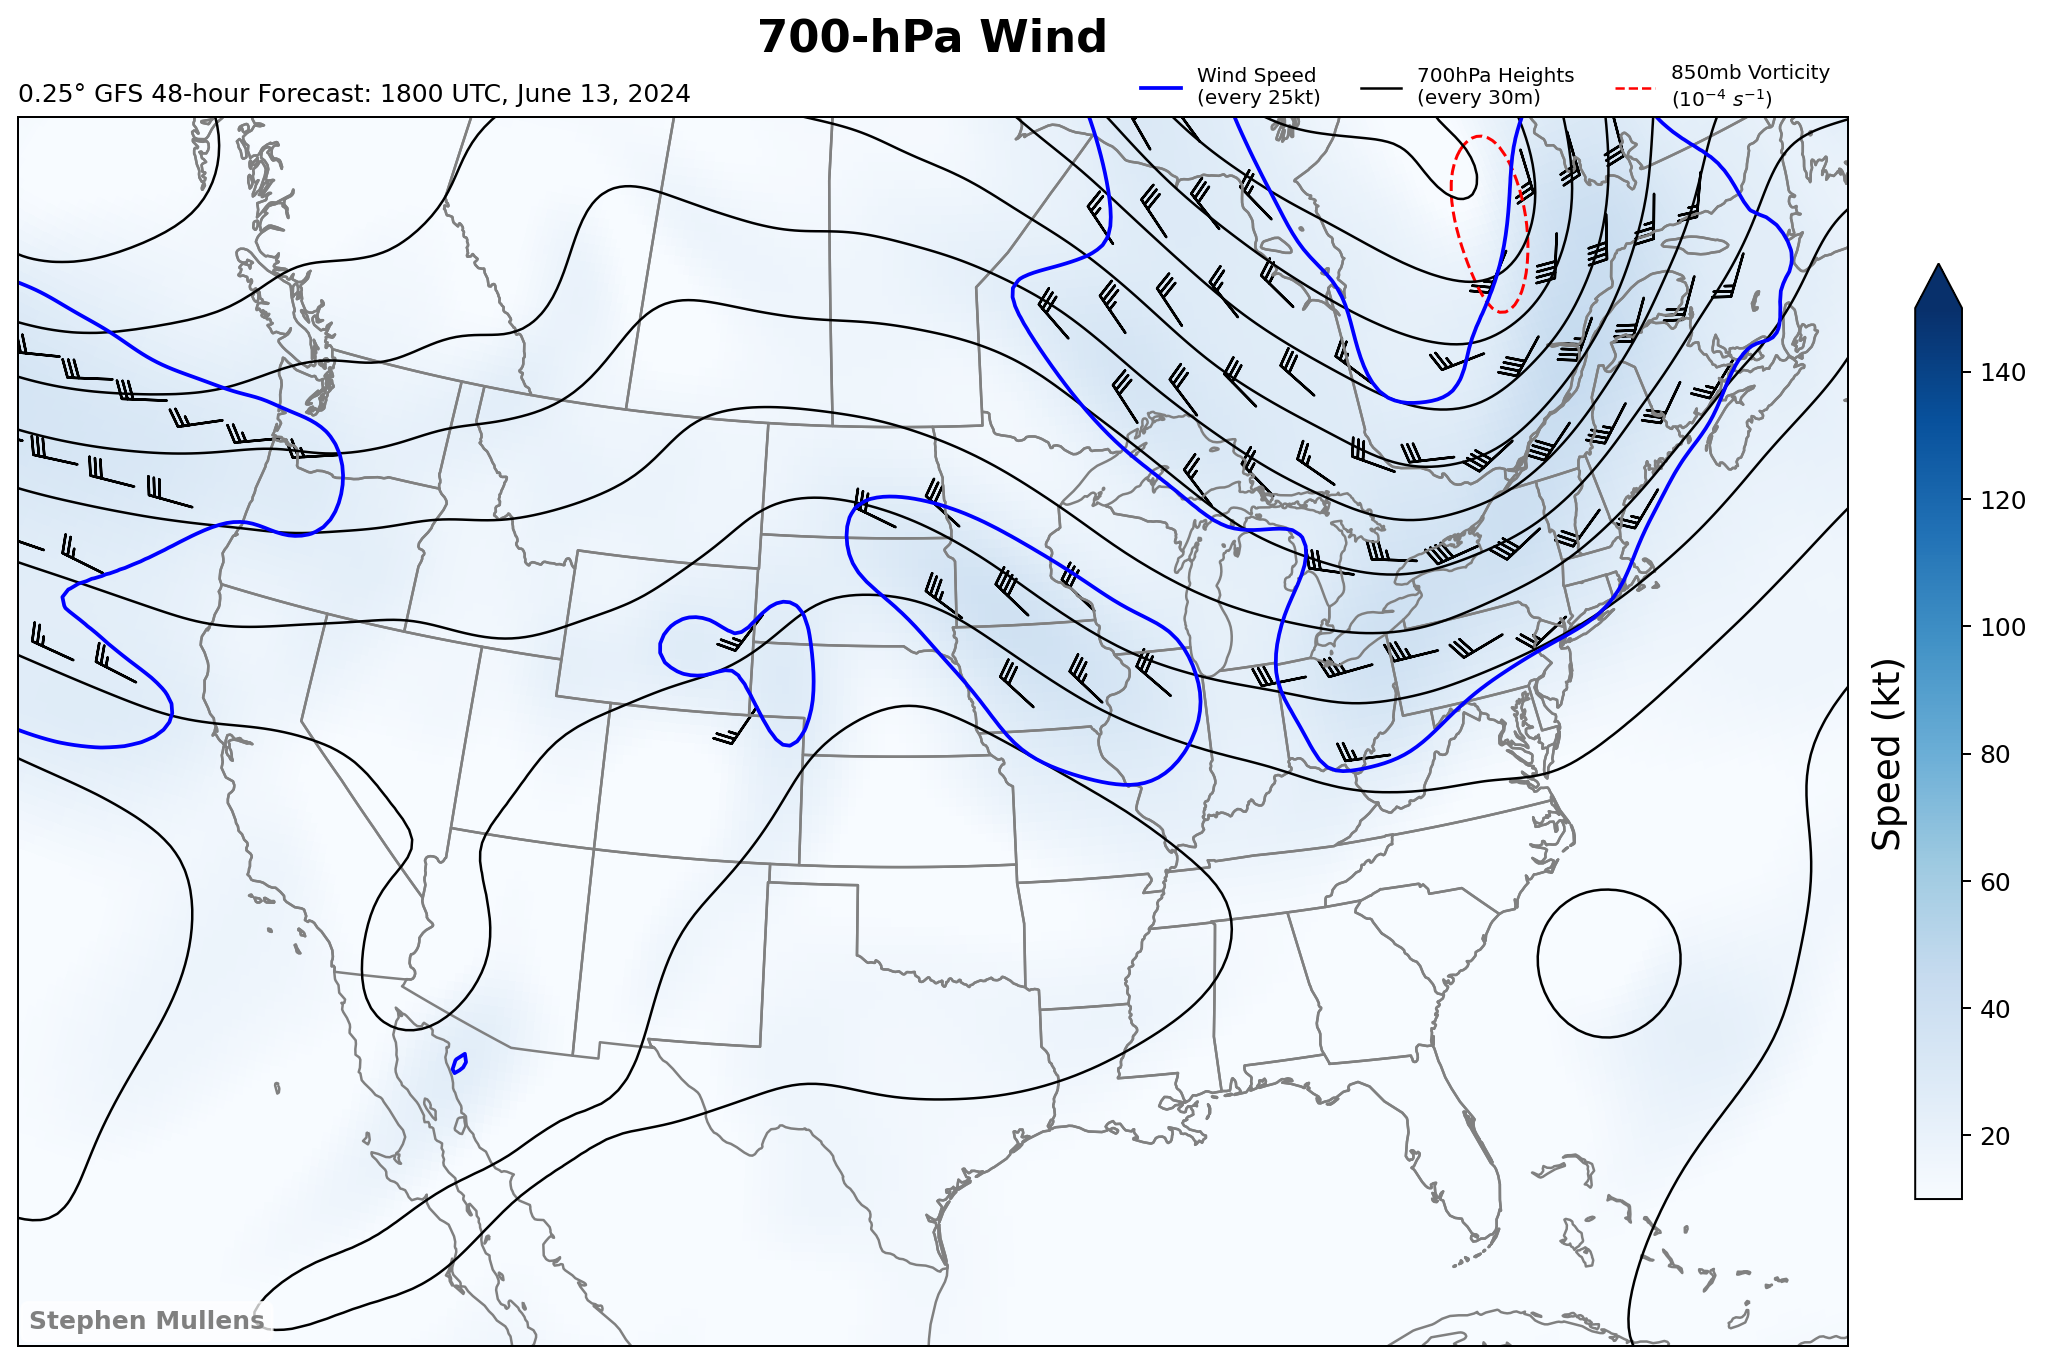 700-hPa Wind
0.25° GFS 48-hour Forecast: 1800 UTC, June 13, 2024
Wind Speed
(every 25kt)
700hPa Heights
(every 30m)
850mb Vorticity
(10⁻⁴ s⁻¹)
140
120
100
80
60
40
20
Speed (kt)
Stephen Mullens